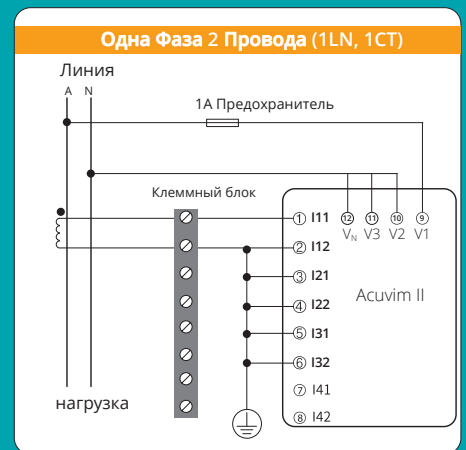 Одна Фаза 2 Провода (1LN, 1CT)
Линия
A N
1А Предохранитель
Клеммный блок
① I11
② I12
③ I21
④ I22
⑤ I31
⑥ I32
⑦ I41
⑧ I42
⑫ ⑪ ⑩ ⑨
VN V3 V2 V1
Acuvim II
нагрузка